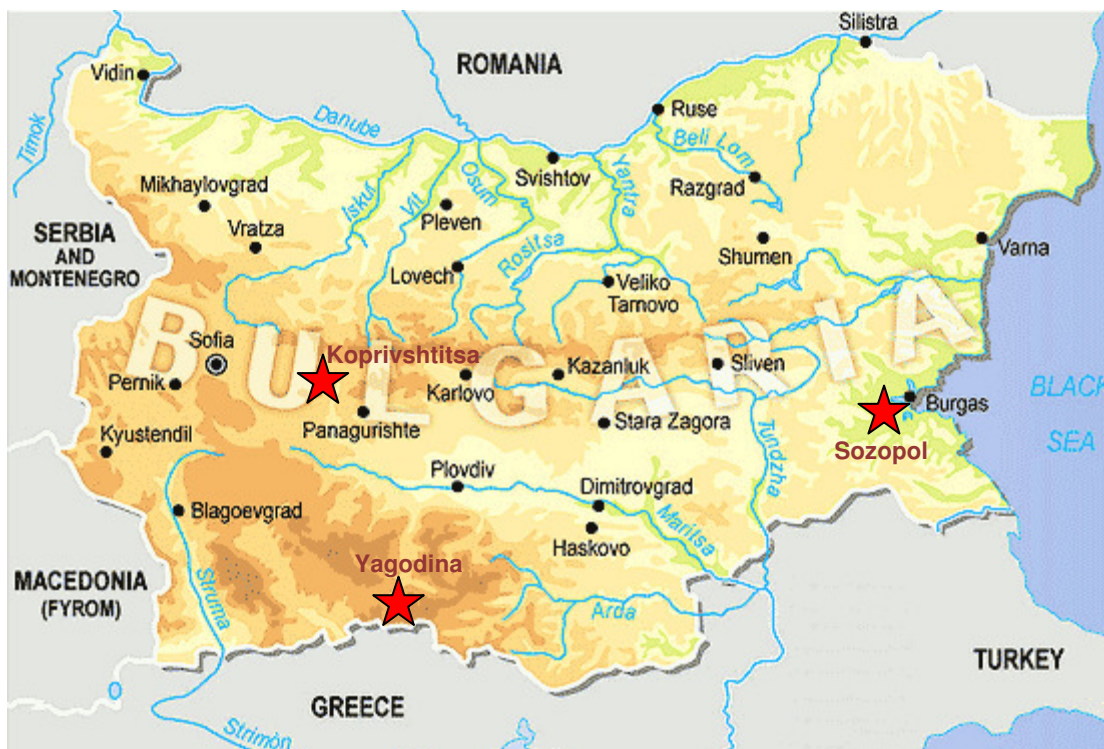 Silistra
ROMANIA
Vidin
Ruse
Danube
Timok
Beli Lom
Svishtov
Osum
Yantra
Razgrad
Mikhaylovgrad
Iskur
Vit
Pleven
Vratza
SERBIA
AND
MONTENEGRO
Rositsa
Shumen
Varna
Lovech
Veliko
Tarnovo
BULGARIA
Sofia
Koprivshtitsa
Kazanluk
Sliven
Pernik
Karlovo
BLACK
SEA
Burgas
Panagurishte
Stara Zagora
Kyustendil
Sozopol
Tundzha
Plovdiv
Dimitrovgrad
Blagoevgrad
Maritsa
Haskovo
Yagodina
MACEDONIA
(FYROM)
Struma
Arda
TURKEY
0
GREECE
Strimòn